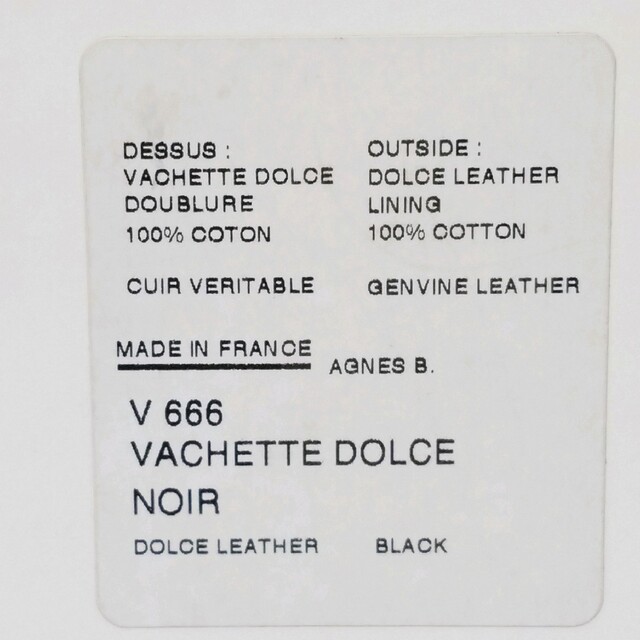 DESSUS :
VACHETTE DOLCE
DOUBLURE
100% COTON
CUIR VERITABLE
OUTSIDE :
DOLCE LEATHER
LINING
100% COTTON
GENVINE LEATHER
MADE IN FRANCE
AGNES B.
V 666
VACHETTE DOLCE
NOIR
DOLCE LEATHER BLACK